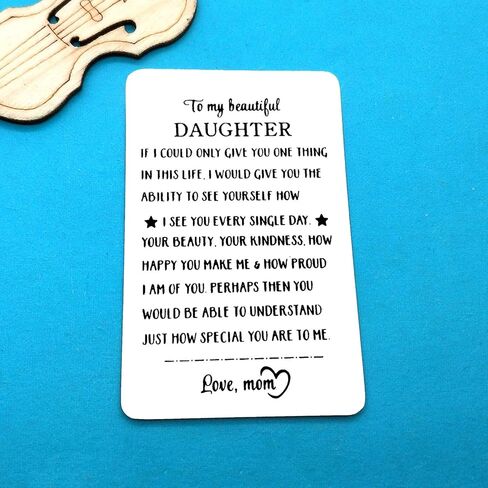 To my beautiful
DAUGHTER
IF I COULD ONLY GIVE YOU ONE THING
IN THIS LIFE, I WOULD GIVE YOU THE
ABILITY TO SEE YOURSELF HOW
★ I SEE YOU EVERY SINGLE DAY. ★
YOUR BEAUTY, YOUR KINDNESS, HOW
HAPPY YOU MAKE ME & HOW PROUD
I AM OF YOU. PERHAPS THEN YOU
WOULD BE ABLE TO UNDERSTAND
JUST HOW SPECIAL YOU ARE TO ME.
Love, mom